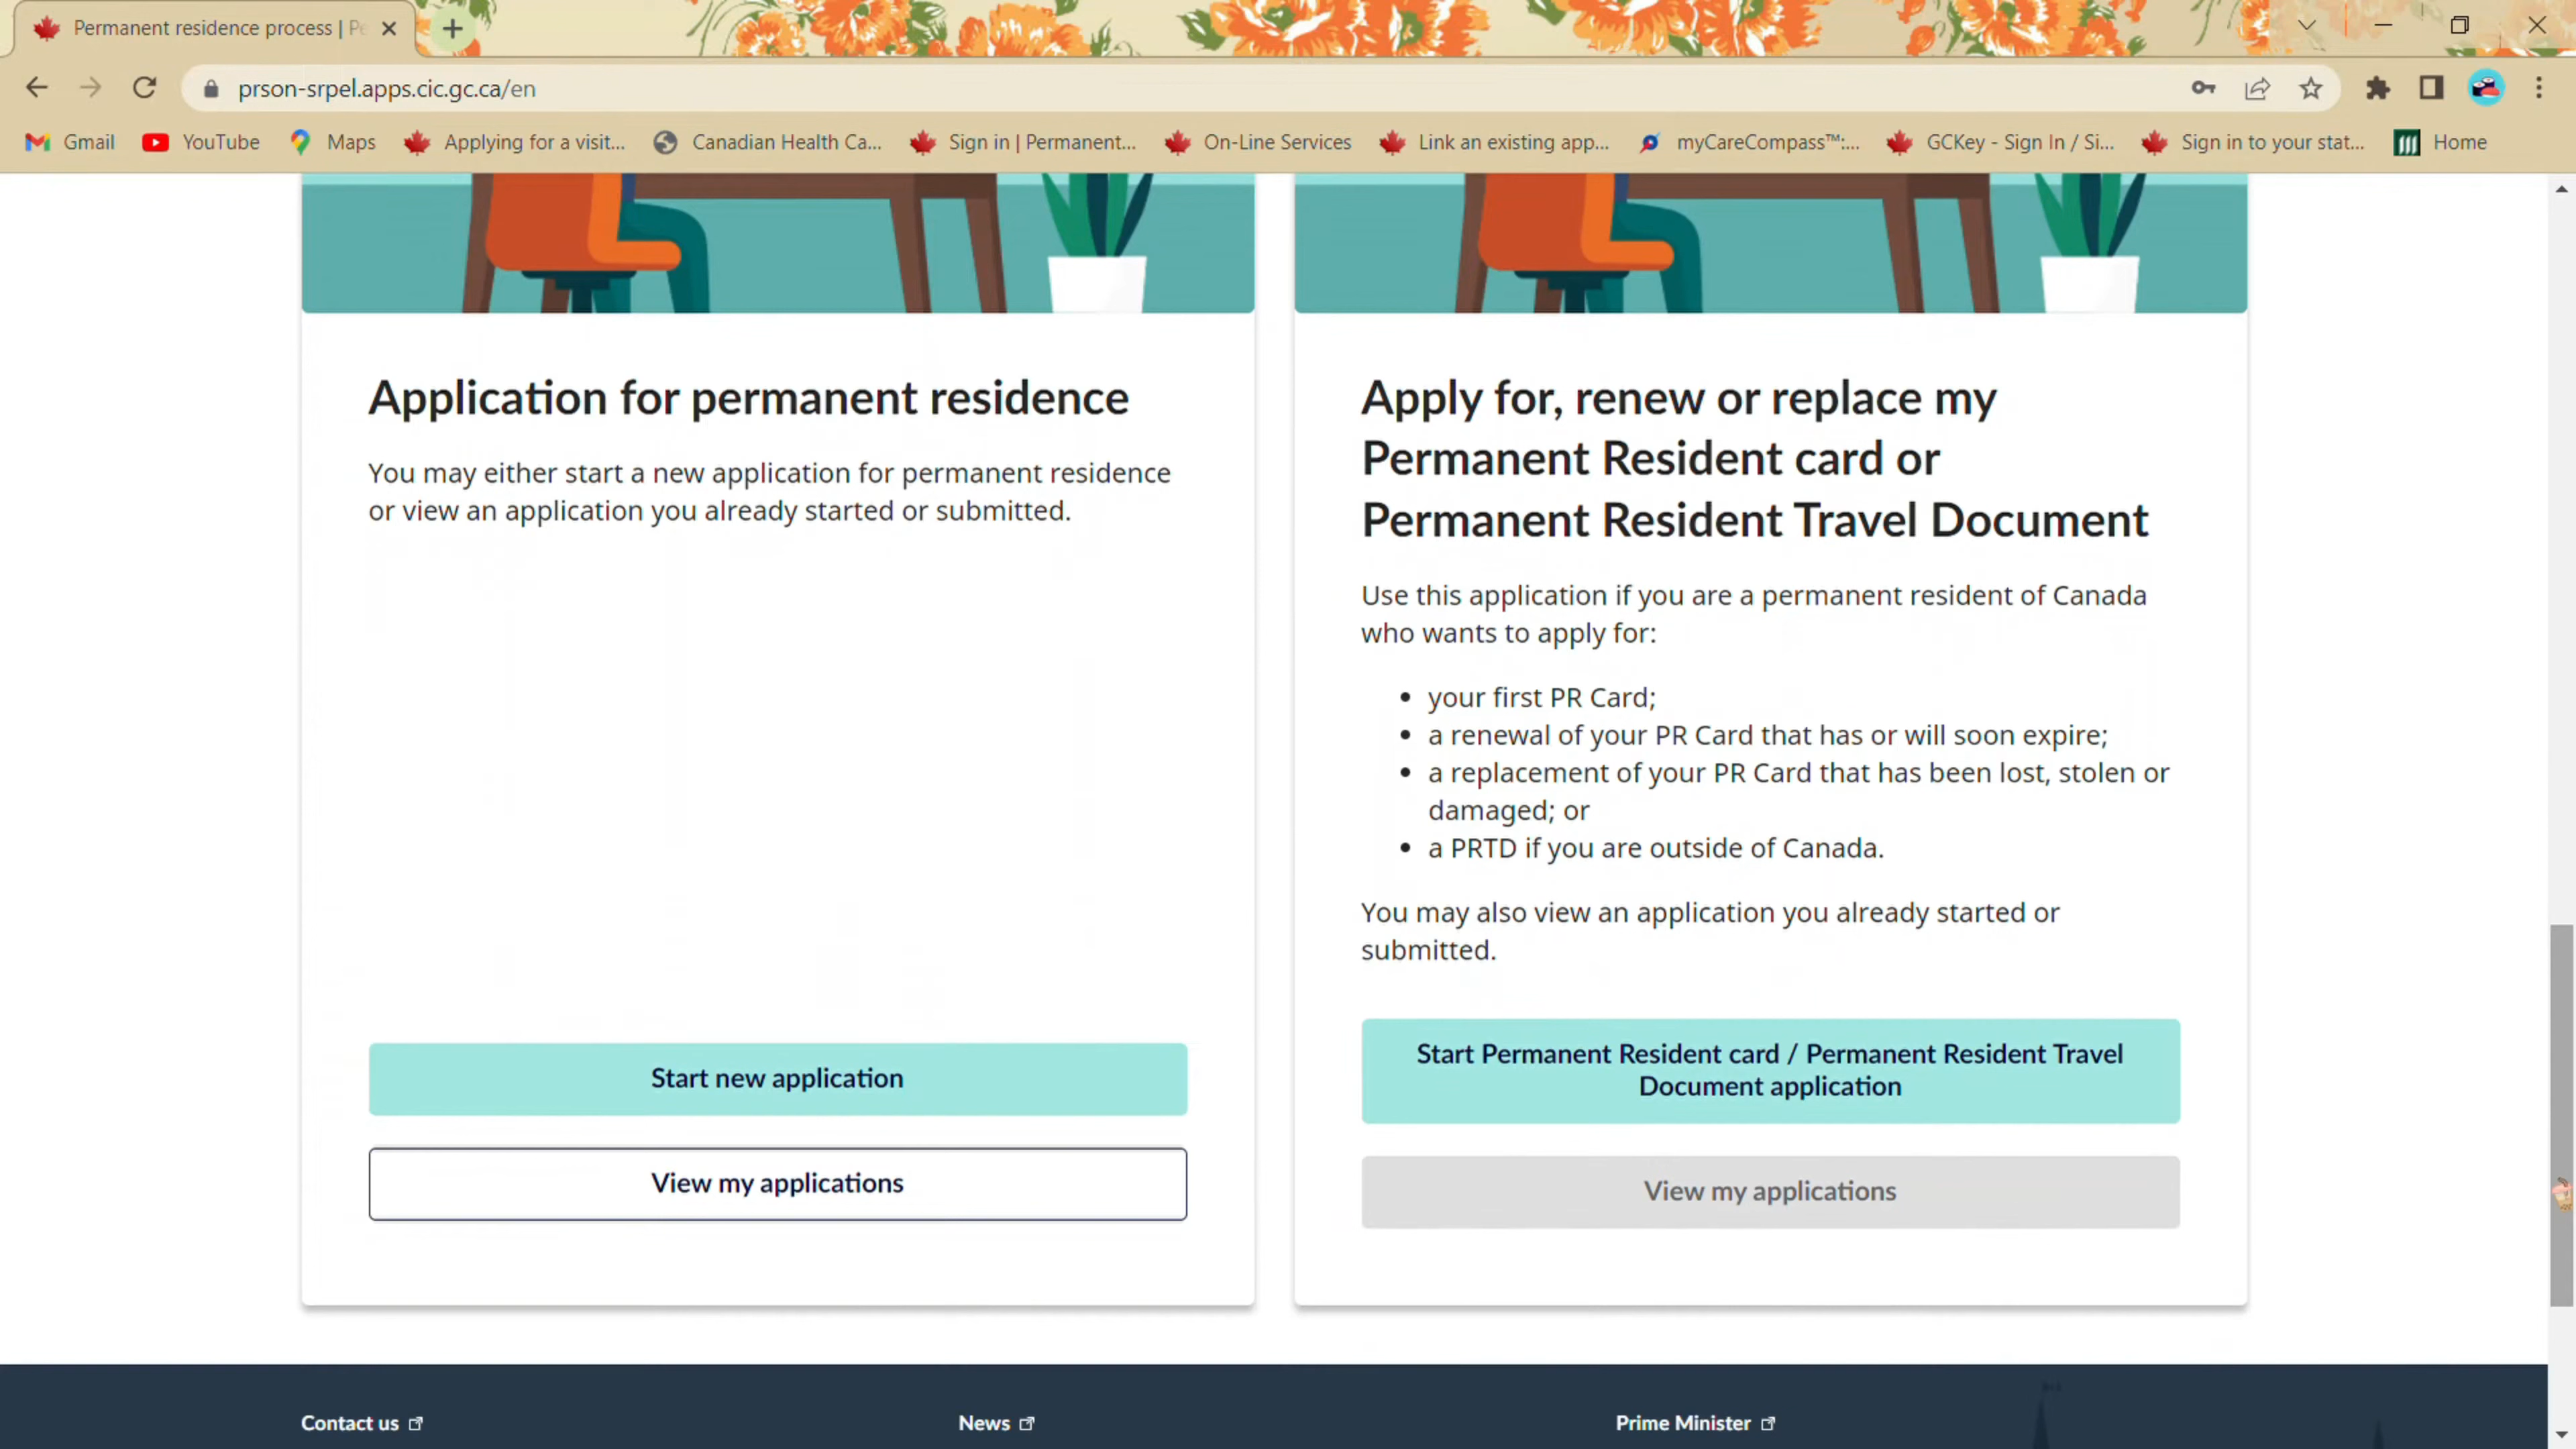 Permanent residence process | Pe
prson-srpel.apps.cic.gc.ca/en
Gmail
YouTube
Maps
Applying for a visit...
Canadian Health Ca...
Sign in | Permanent...
On-Line Services
Link an existing app...
myCareCompass™:...
GCKey - Sign In / Si...
Sign in to your stat...
Home
Application for permanent residence
You may either start a new application for permanent residence
or view an application you already started or submitted.
Start new application
View my applications
Apply for, renew or replace my
Permanent Resident card or
Permanent Resident Travel Document
Use this application if you are a permanent resident of Canada
who wants to apply for:
• your first PR Card;
• a renewal of your PR Card that has or will soon expire;
• a replacement of your PR Card that has been lost, stolen or
damaged; or
• a PRTD if you are outside of Canada.
You may also view an application you already started or
submitted.
Start Permanent Resident card / Permanent Resident Travel
Document application
View my applications
Contact us
News
Prime Minister